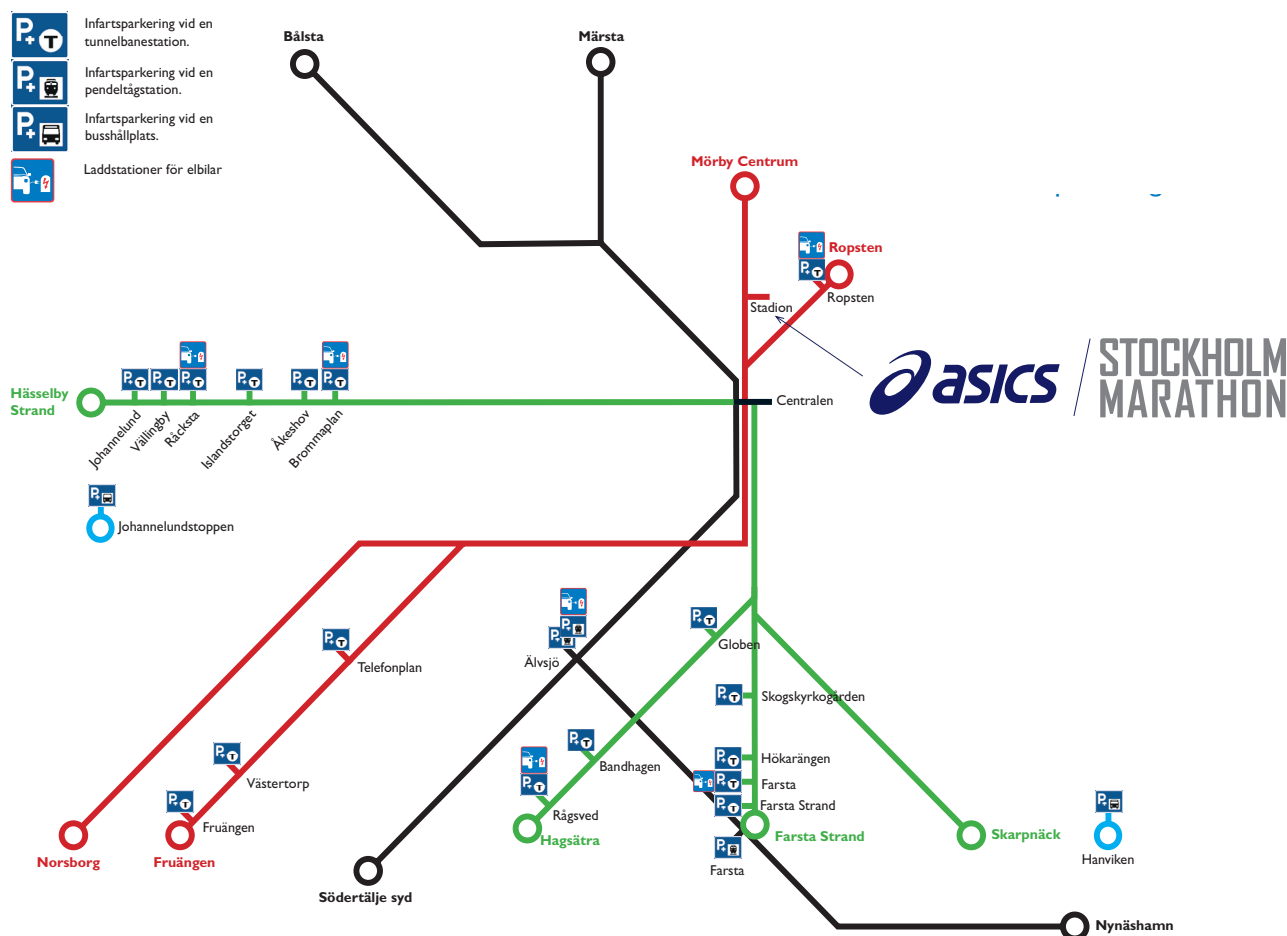 Infartsparkering vid en
tunnelbanestation.
Infartsparkering vid en
pendeltågstation.
Infartsparkering vid en
busshållplats.
Laddstationer för elbilar
Bålsta
Märsta
Mörby Centrum
Ropsten
Ropsten
Stadion
asics
STOCKHOLM
MARATHON
Hässelby
Strand
Johannelund
Vällingby
Råcksta
Islandstorget
Åkeshov
Brommaplan
Centralen
Johannelundstoppen
Älvsjö
Globen
Telefonplan
Skogskyrkogården
Västertorp
Bandhagen
Hökarängen
Farsta
Farsta Strand
Fruängen
Rågsved
Norsborg
Fruängen
Hagsätra
Farsta Strand
Skarpnäck
Hanviken
Farsta
Södertälje syd
Nynäshamn